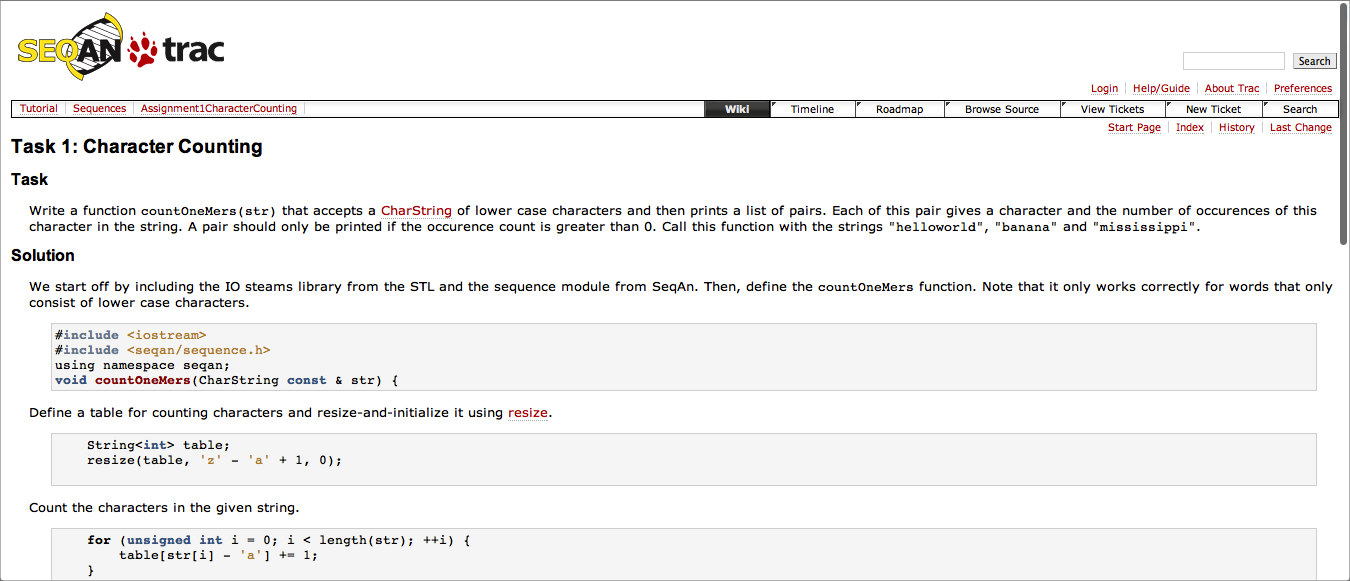 SEQAN trac
Search
Login Help/Guide About Trac Preferences
Tutorial Sequences Assignment1CharacterCounting Wiki Timeline Roadmap Browse Source View Tickets New Ticket Search
Start Page Index History Last Change
Task 1: Character Counting
Task
Write a function countOneMers(str) that accepts a CharString of lower case characters and then prints a list of pairs. Each of this pair gives a character and the number of occurences of this
character in the string. A pair should only be printed if the occurence count is greater than 0. Call this function with the strings "helloworld", "banana" and "mississippi".
Solution
We start off by including the IO steams library from the STL and the sequence module from SeqAn. Then, define the countOneMers function. Note that it only works correctly for words that only
consist of lower case characters.
#include <iostream>
#include <seqan/sequence.h>
using namespace seqan;
void countOneMers(CharString const & str) {
Define a table for counting characters and resize-and-initialize it using resize.
String<int> table;
resize(table, 'z' - 'a' + 1, 0);
Count the characters in the given string.
for (unsigned int i = 0; i < length(str); ++i) {
table[str[i] - 'a'] += 1;
}